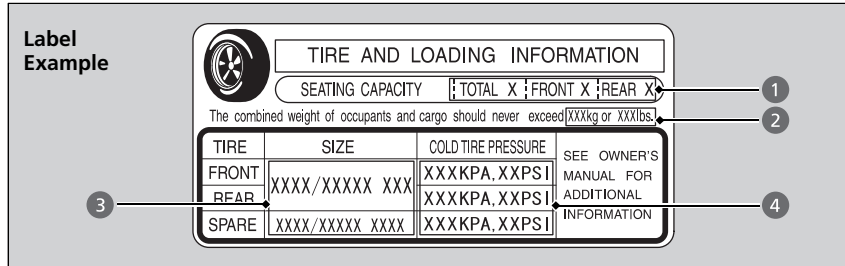 Label
Example
TIRE AND LOADING INFORMATION
SEATING CAPACITY TOTAL X FRONT X REAR X
1
The combined weight of occupants and cargo should never exceed XXXkg or XXXlbs.
2
TIRE SIZE COLD TIRE PRESSURE
SEE OWNER'S
MANUAL FOR
ADDITIONAL
INFORMATION
FRONT XXXX/XXXXX XXX XXXKPA,XXPSI
REAR XXXKPA,XXPSI
SPARE XXXX/XXXXX XXXX XXXKPA,XXPSI
3
4